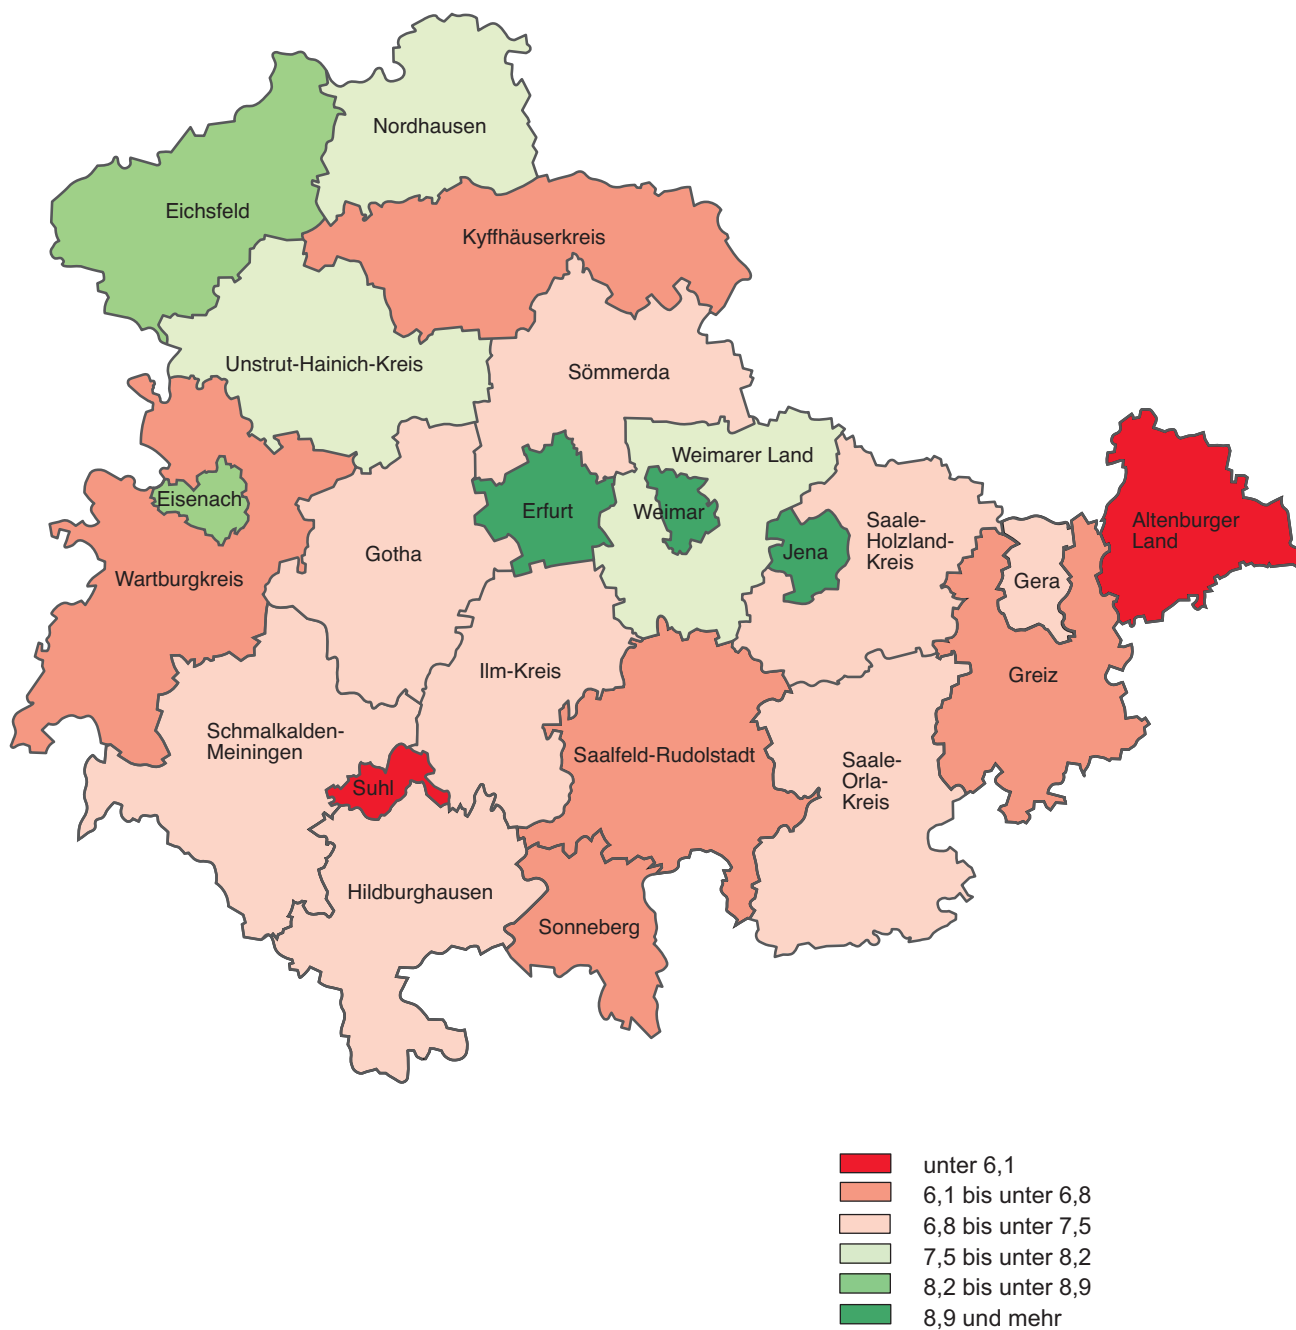 Nordhausen
Eichsfeld
Kyffhäuserkreis
Unstrut-Hainich-Kreis
Sömmerda
Weimarer Land
Eisenach
Erfurt
Weimar
Jena
Saale-
Holzland-
Kreis
Altenburger
Land
Gotha
Wartburgkreis
Gera
Ilm-Kreis
Greiz
Schmalkalden-
Meiningen
Saalfeld-Rudolstadt
Saale-
Orla-
Kreis
Suhl
Hildburghausen
Sonneberg
unter 6,1
6,1 bis unter 6,8
6,8 bis unter 7,5
7,5 bis unter 8,2
8,2 bis unter 8,9
8,9 und mehr